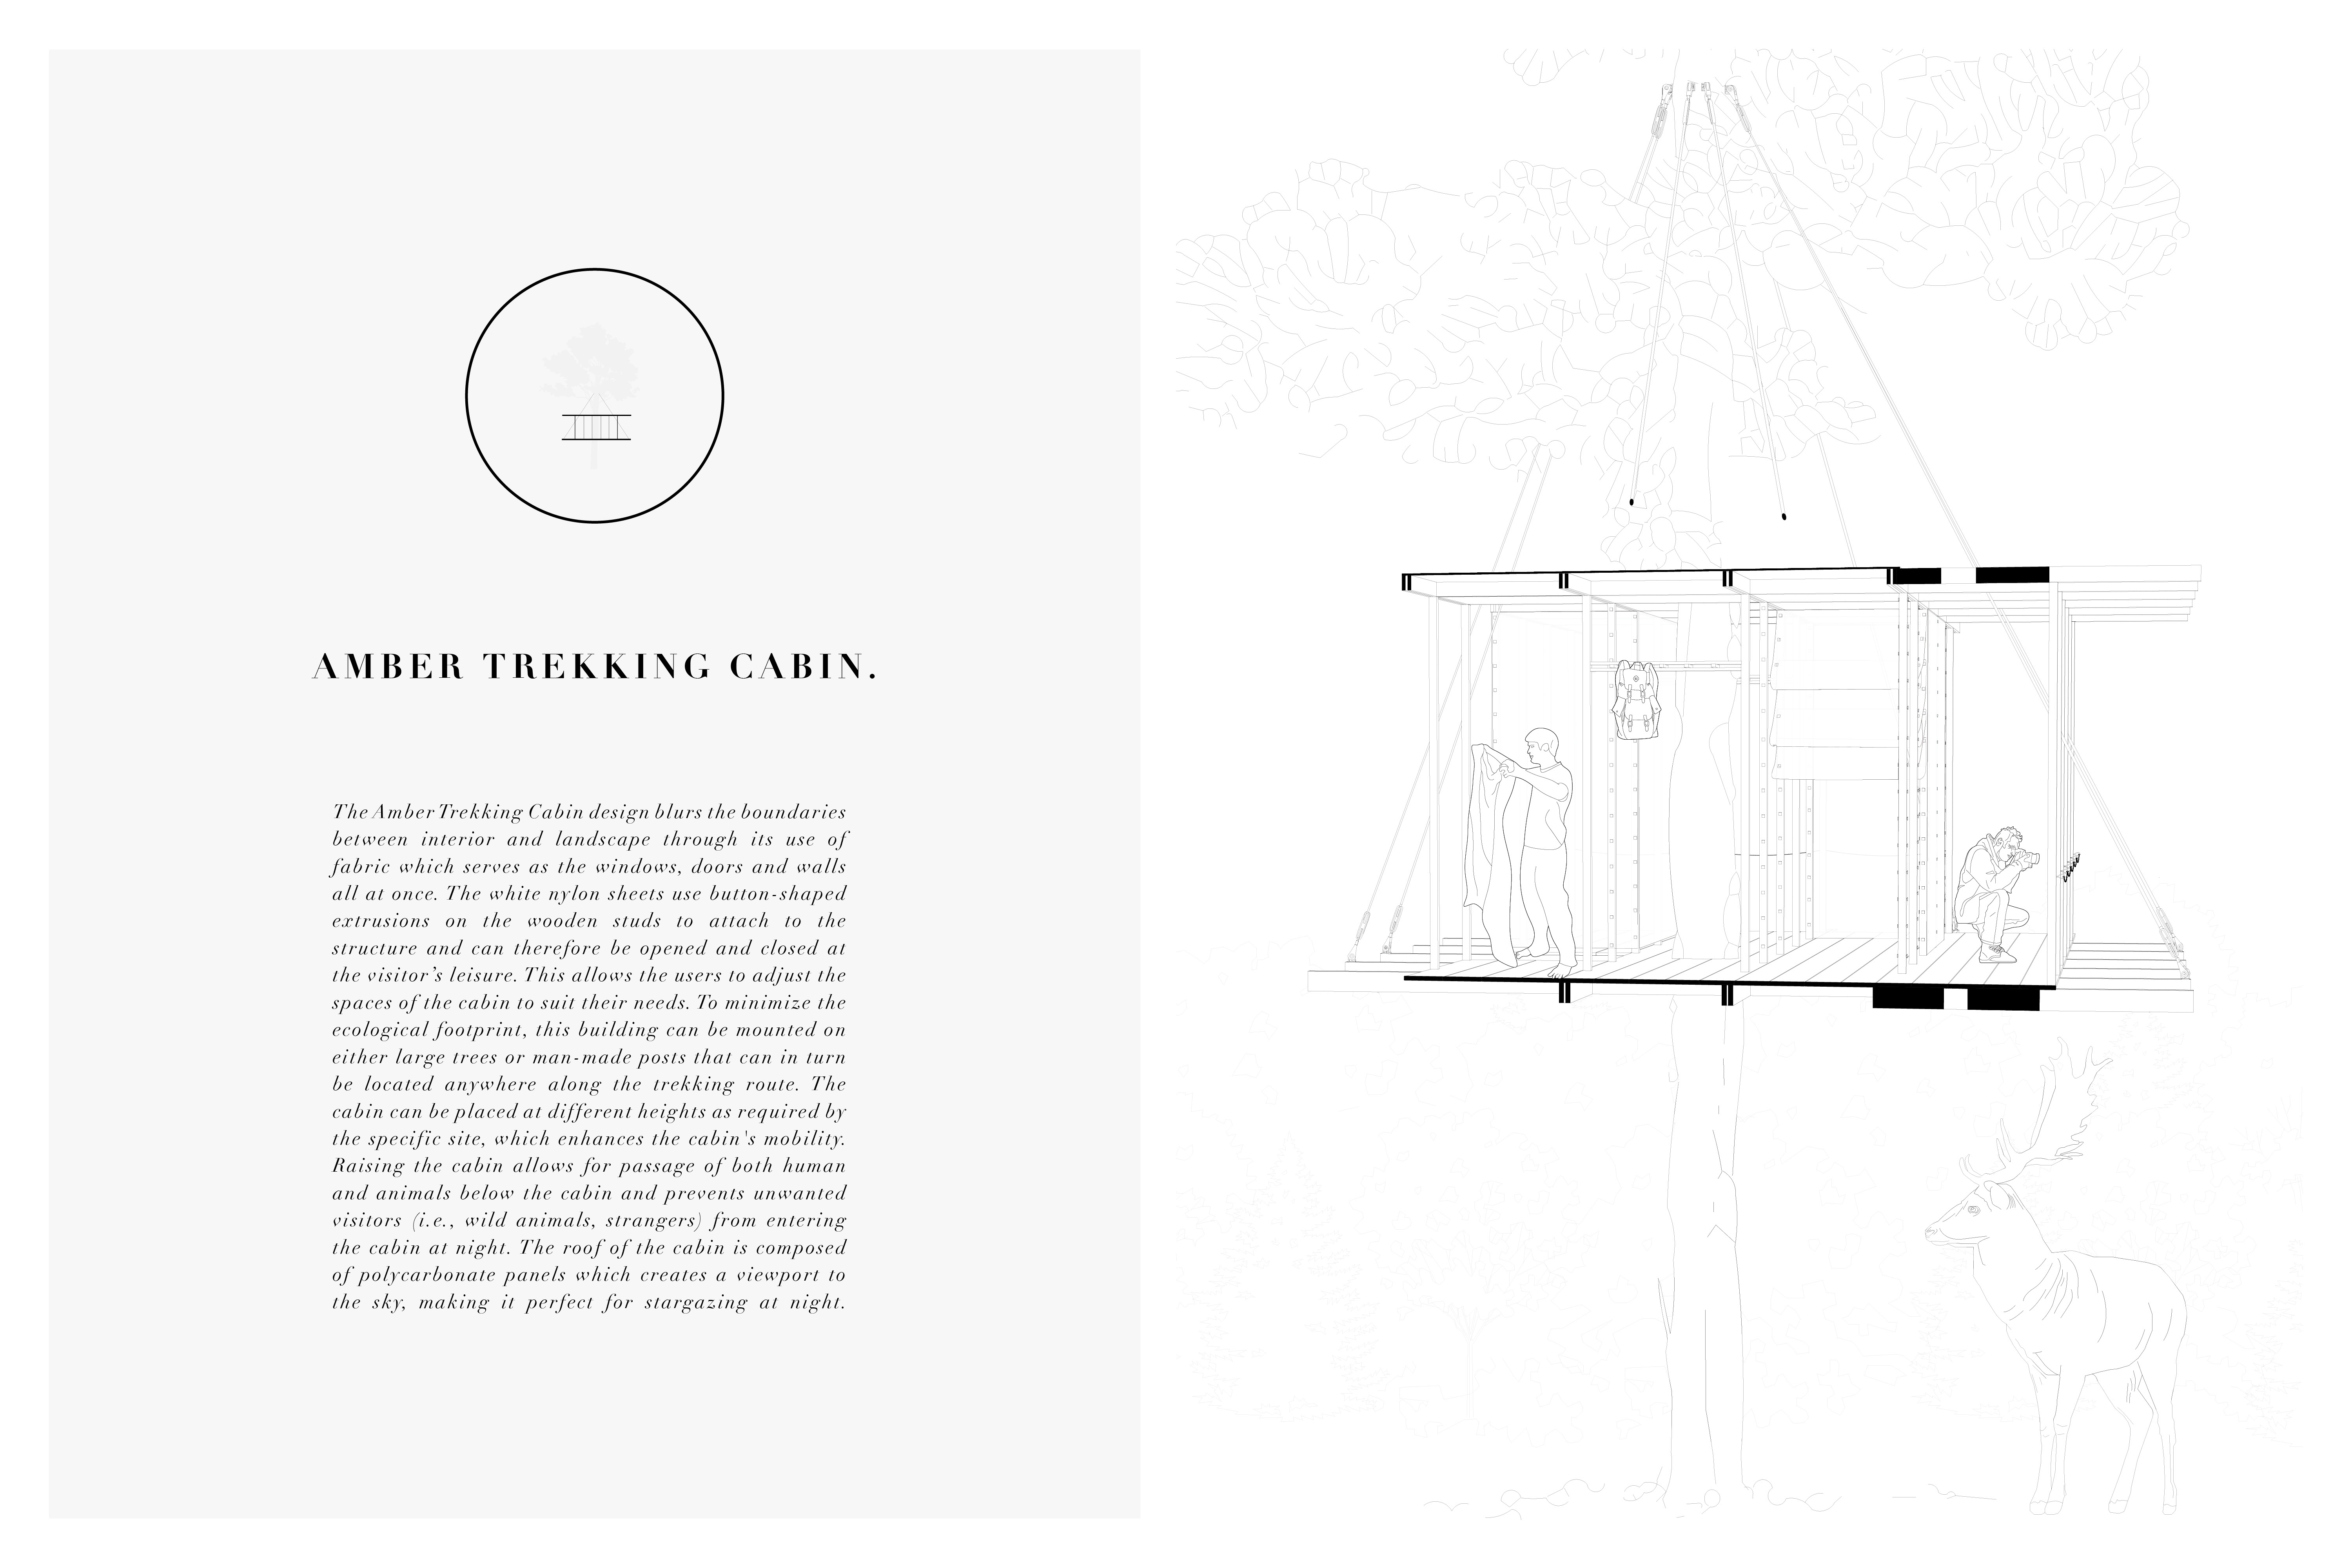 AMBER TREKKING CABIN.
The Amber Trekking Cabin design blurs the boundaries
between interior and landscape through its use of
fabric which serves as the windows, doors and walls
all at once. The white nylon sheets use button-shaped
extrusions on the wooden studs to attach to the
structure and can therefore be opened and closed at
the visitor’s leisure. This allows the users to adjust the
spaces of the cabin to suit their needs. To minimize the
ecological footprint, this building can be mounted on
either large trees or man-made posts that can in turn
be located anywhere along the trekking route. The
cabin can be placed at different heights as required by
the specific site, which enhances the cabin's mobility.
Raising the cabin allows for passage of both human
and animals below the cabin and prevents unwanted
visitors (i.e., wild animals, strangers) from entering
the cabin at night. The roof of the cabin is composed
of polycarbonate panels which creates a viewport to
the sky, making it perfect for stargazing at night.